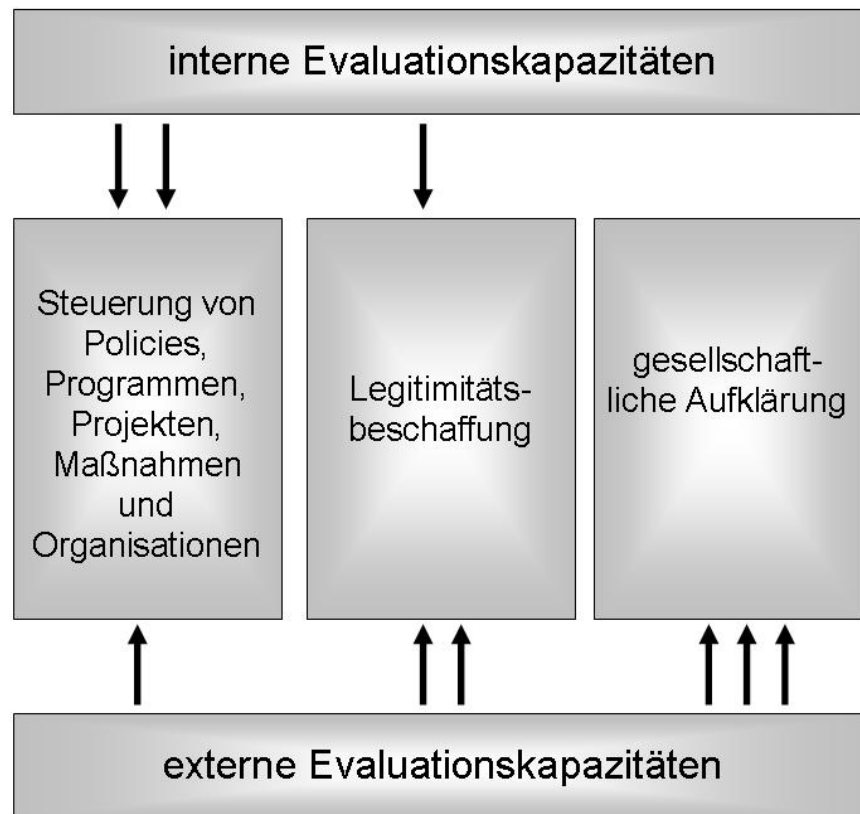 interne Evaluationskapazitäten
Steuerung von
Policies,
Programmen,
Projekten,
Maßnahmen
und
Organisationen
Legitimitäts-
beschaffung
gesellschaft-
liche Aufklärung
externe Evaluationskapazitäten